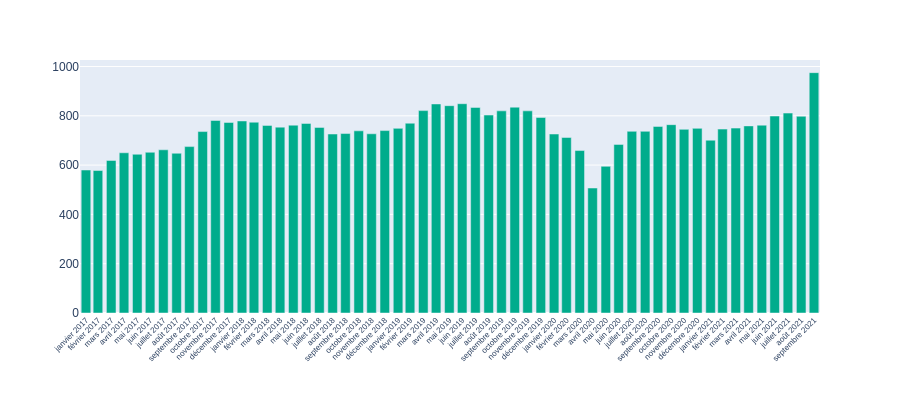 1000
800
600
400
200
0
janvier 2017
février 2017
mars 2017
avril 2017
mai 2017
juin 2017
juillet 2017
août 2017
septembre 2017
octobre 2017
novembre 2017
décembre 2017
janvier 2018
février 2018
mars 2018
avril 2018
mai 2018
juin 2018
juillet 2018
août 2018
septembre 2018
octobre 2018
novembre 2018
décembre 2018
janvier 2019
février 2019
mars 2019
avril 2019
mai 2019
juin 2019
juillet 2019
août 2019
septembre 2019
octobre 2019
novembre 2019
décembre 2019
janvier 2020
février 2020
mars 2020
avril 2020
mai 2020
juin 2020
juillet 2020
août 2020
septembre 2020
octobre 2020
novembre 2020
décembre 2020
janvier 2021
février 2021
mars 2021
avril 2021
mai 2021
juin 2021
juillet 2021
août 2021
septembre 2021